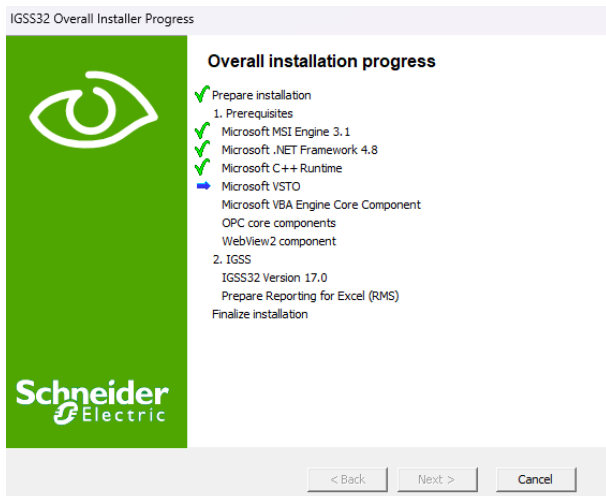 IGSS32 Overall Installer Progress
Overall installation progress
Prepare installation
1. Prerequisites
Microsoft MSI Engine 3.1
Microsoft .NET Framework 4.8
Microsoft C++ Runtime
Microsoft VSTO
Microsoft VBA Engine Core Component
OPC core components
WebView2 component
2. IGSS
IGSS32 Version 17.0
Prepare Reporting for Excel (RMS)
Finalize installation
Schneider
Electric
< Back
Next >
Cancel